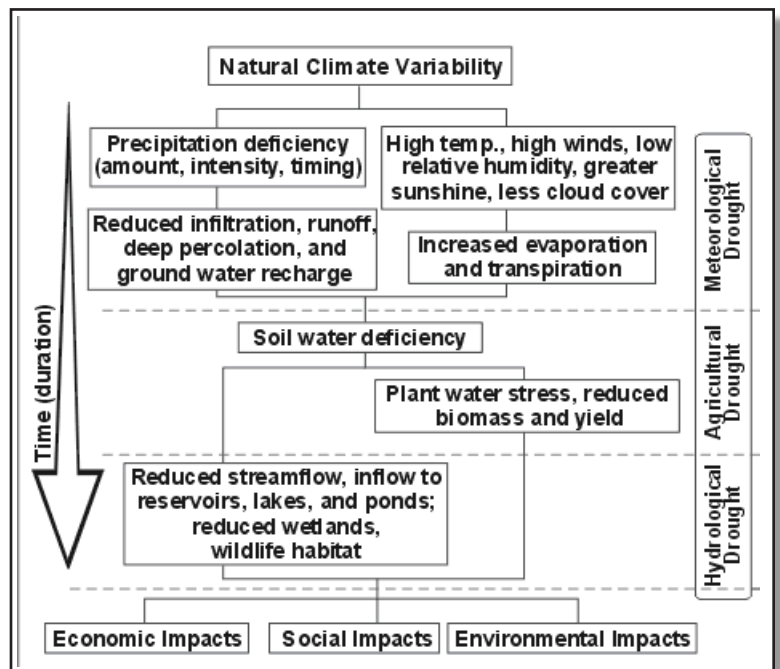 Natural Climate Variability
Precipitation deficiency
(amount, intensity, timing)
High temp., high winds, low
relative humidity, greater
sunshine, less cloud cover
Reduced infiltration, runoff,
deep percolation, and
ground water recharge
Increased evaporation
and transpiration
Meteorological
Drought
Time (duration)
Soil water deficiency
Plant water stress, reduced
biomass and yield
Agricultural
Drought
Reduced streamflow, inflow to
reservoirs, lakes, and ponds;
reduced wetlands,
wildlife habitat
Hydrological
Drought
Economic Impacts
Social Impacts
Environmental Impacts